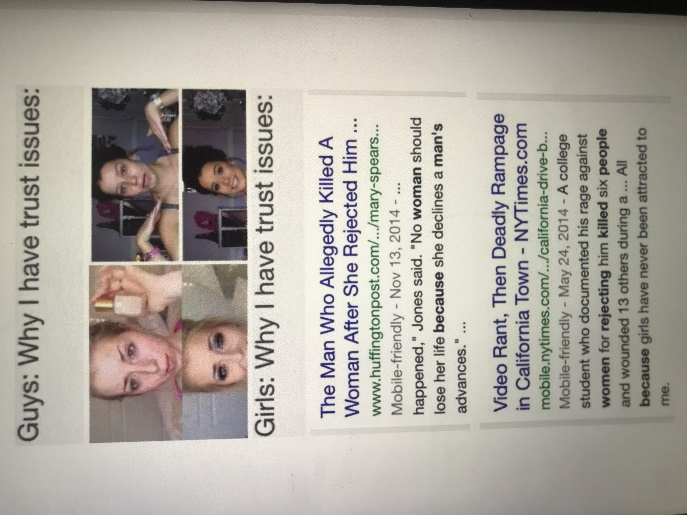 Guys: Why I have trust issues:
Girls: Why I have trust issues:
The Man Who Allegedly Killed A
Woman After She Rejected Him ...
www.huffingtonpost.com/.../mary-spears...
Mobile-friendly - Nov 13, 2014 - ...
happened," Jones said. "No woman should
lose her life because she declines a man's
advances." ...
Video Rant, Then Deadly Rampage
in California Town - NYTimes.com
mobile.nytimes.com/.../california-drive-b...
Mobile-friendly - May 24, 2014 - A college
student who documented his rage against
women for rejecting him killed six people
and wounded 13 others during a ... All
because girls have never been attracted to
me.